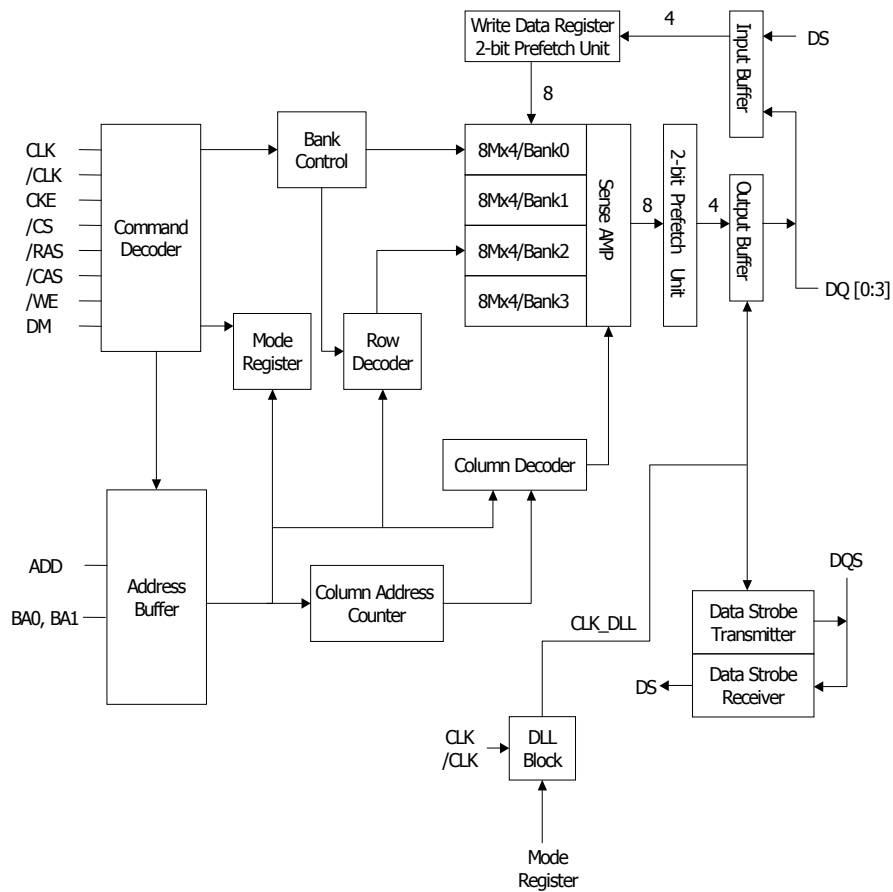 Write Data Register
2-bit Prefetch Unit
4
Input Buffer
DS
8
Bank
Control
8Mx4/Bank0
8Mx4/Bank1
8Mx4/Bank2
8Mx4/Bank3
Sense AMP
8
2-bit Prefetch Unit
4
Output Buffer
DQ [0:3]
CLK
/CLK
CKE
/CS
/RAS
/CAS
/WE
DM
Command
Decoder
Mode
Register
Row
Decoder
Column Decoder
ADD
BA0, BA1
Address
Buffer
Column Address
Counter
CLK_DLL
DQS
Data Strobe
Transmitter
Data Strobe
Receiver
DS
CLK
/CLK
DLL
Block
Mode
Register